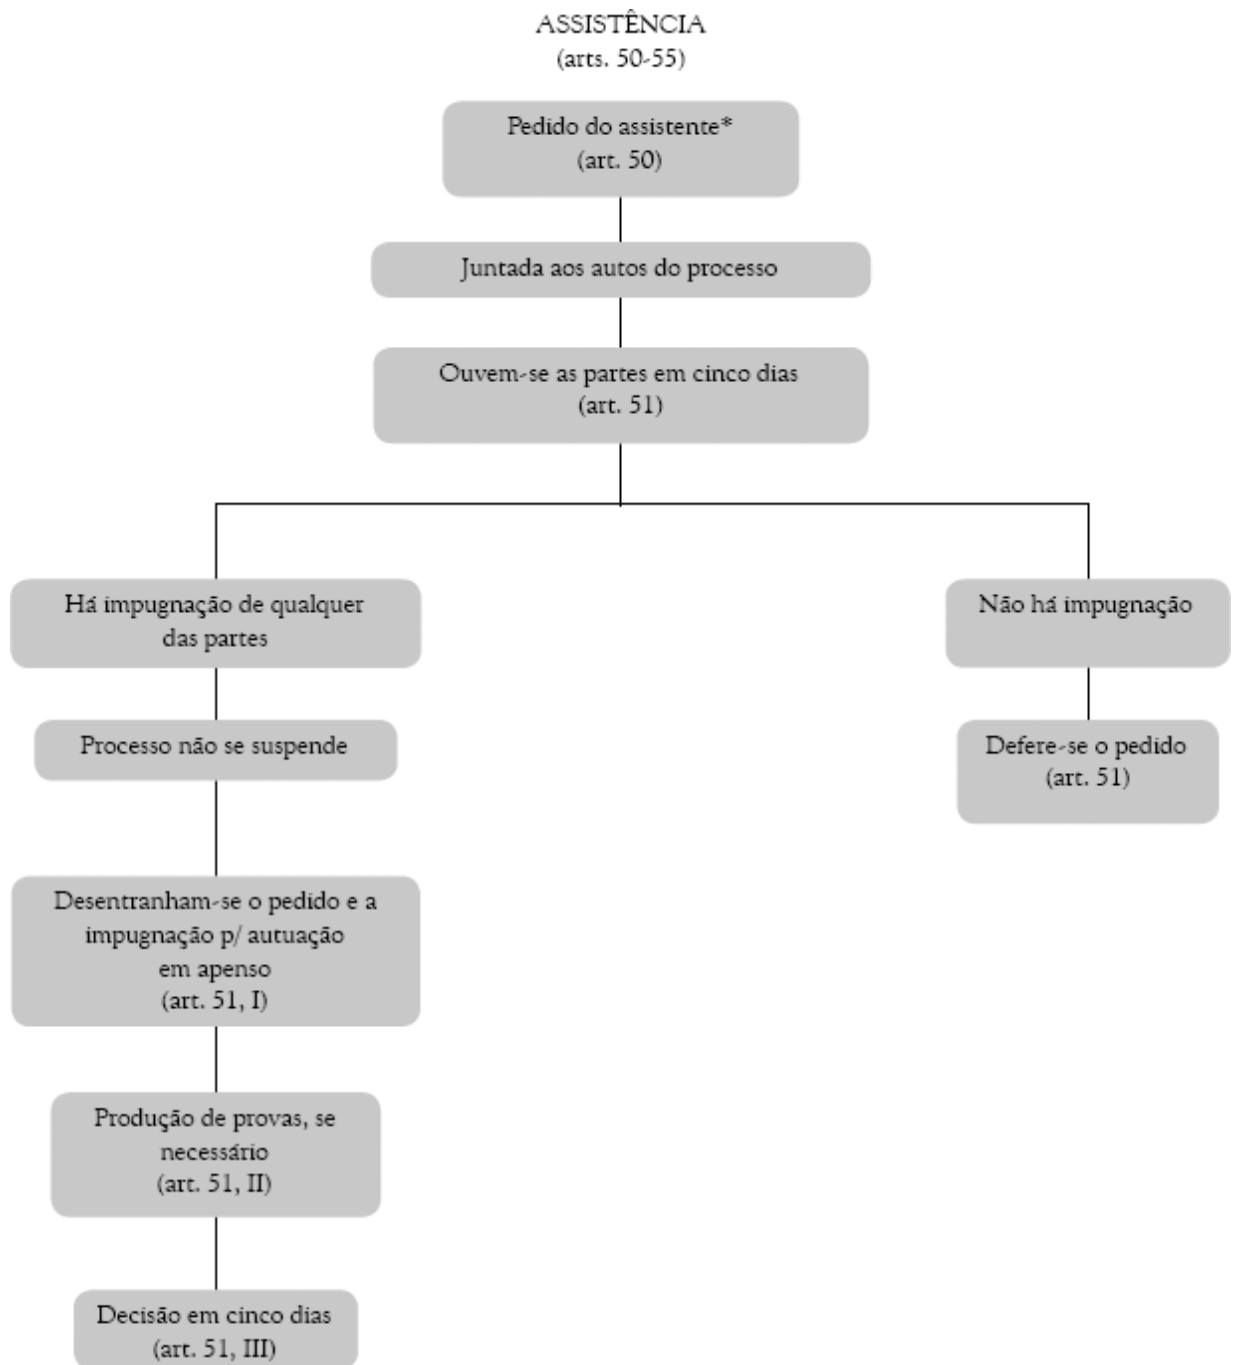 ASSISTÊNCIA
(arts. 50-55)
Pedido do assistente*
(art. 50)
Juntada aos autos do processo
Ouvem-se as partes em cinco dias
(art. 51)
Há impugnação de qualquer
das partes
Não há impugnação
Processo não se suspende
Defere-se o pedido
(art. 51)
Desentranham-se o pedido e a
impugnação p/ autuação
em apenso
(art. 51, I)
Produção de provas, se
necessário
(art. 51, II)
Decisão em cinco dias
(art. 51, III)